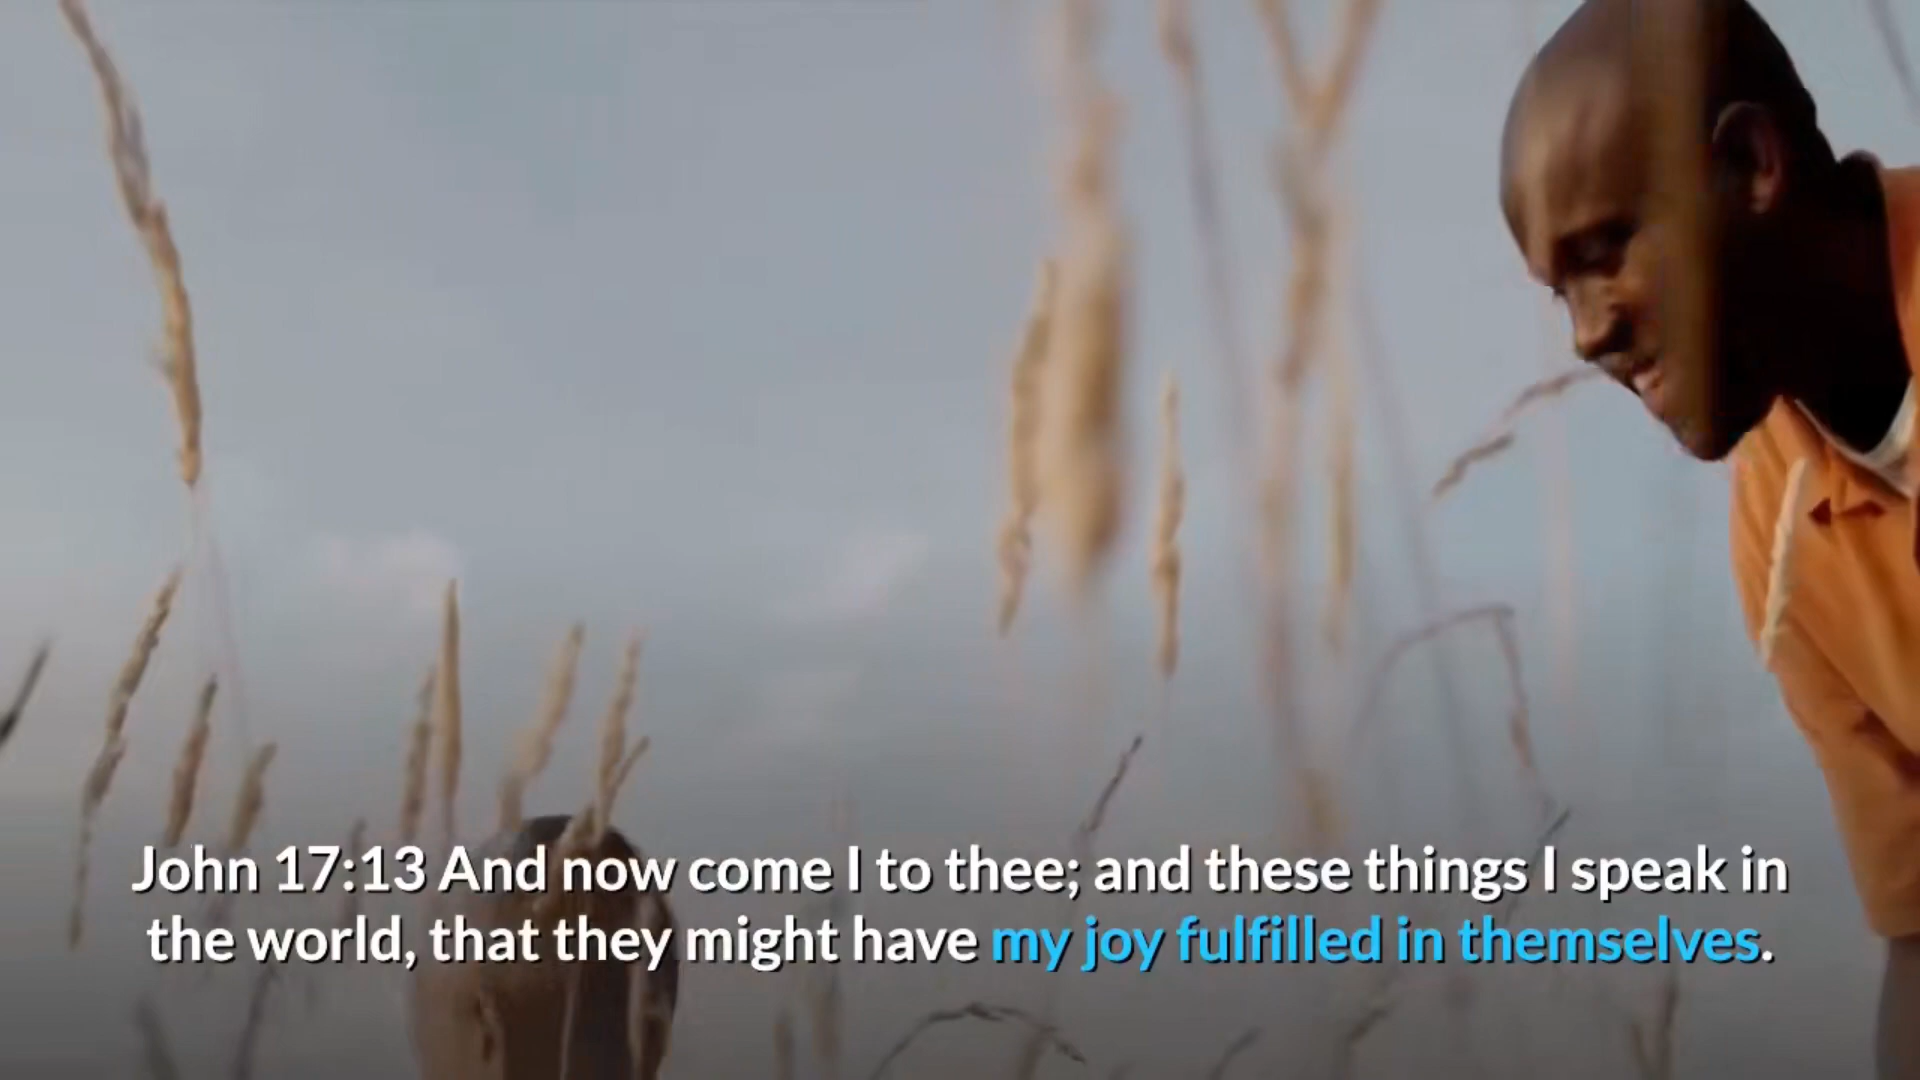 John 17:13 And now come I to thee; and these things I speak in
the world, that they might have my joy fulfilled in themselves.